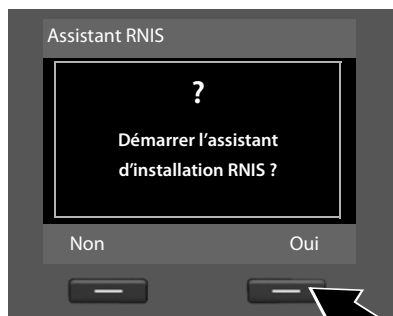 Assistant RNIS
?
Démarrer l’assistant
d’installation RNIS ?
Non Oui